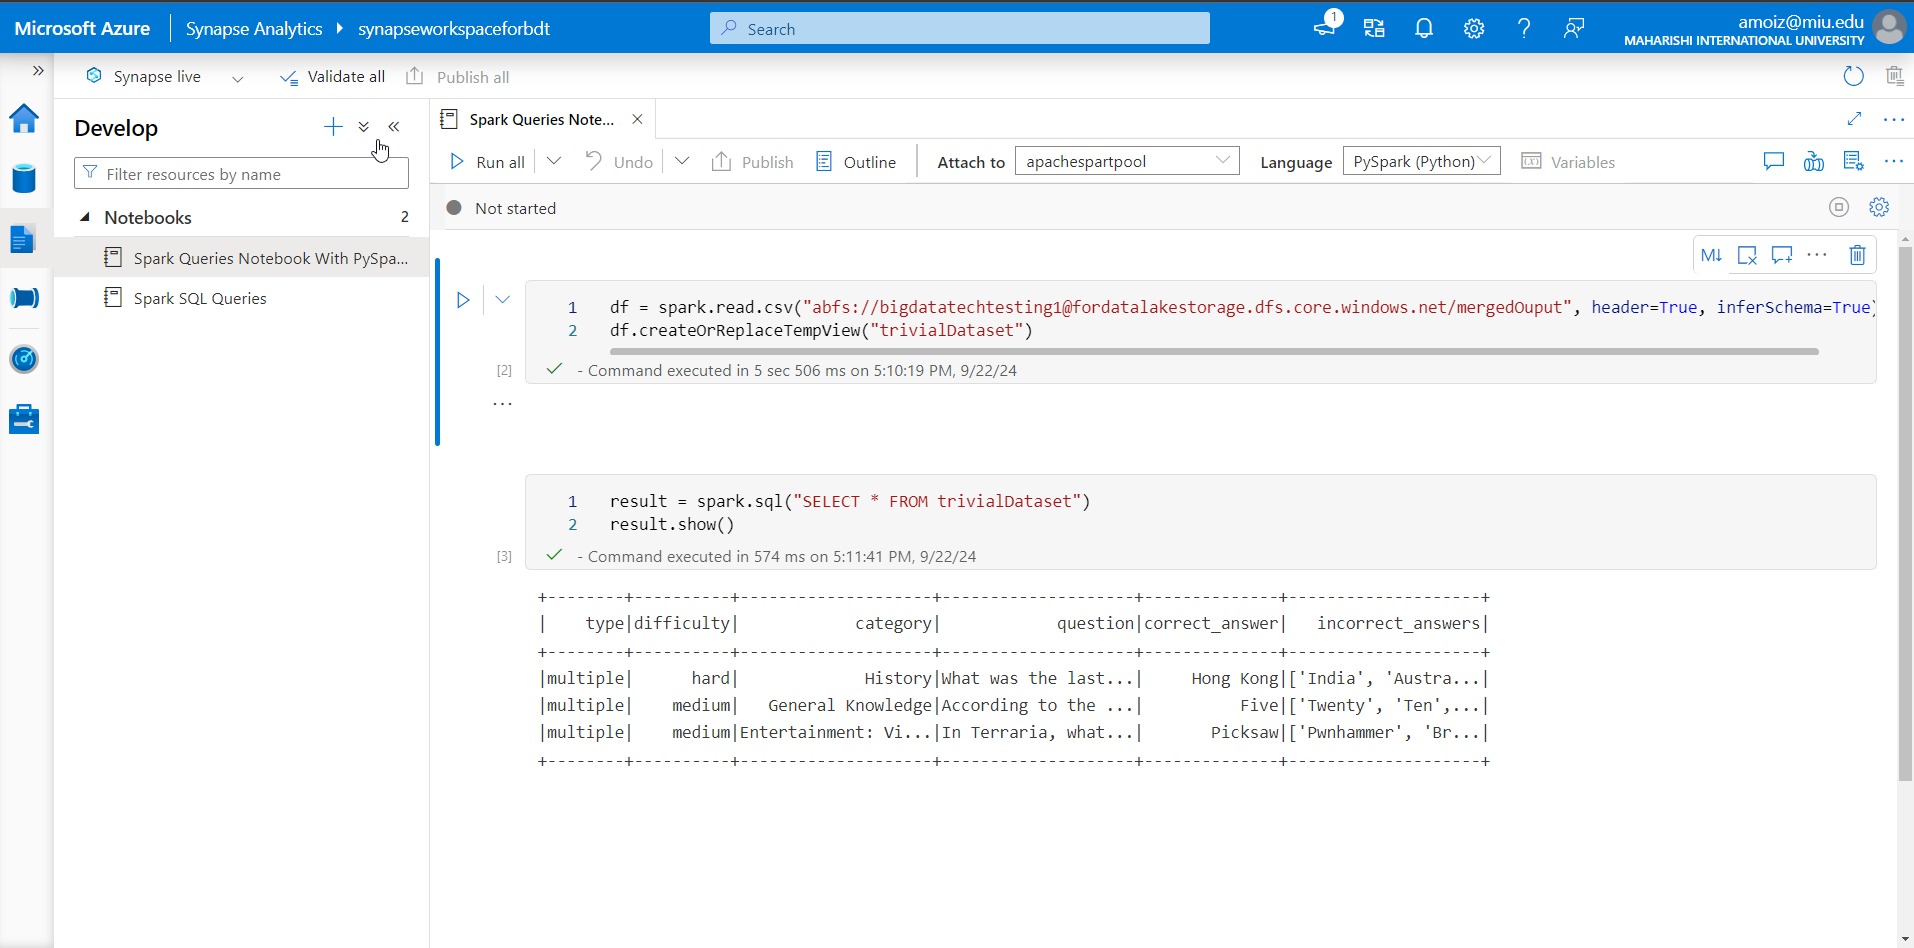 Microsoft Azure
Synapse Analytics
synapseworkspaceforbdt
Search
1
amoiz@miu.edu
MAHARISHI INTERNATIONAL UNIVERSITY
Synapse live
Validate all
Publish all
Develop
Filter resources by name
Notebooks
2
Spark Queries Notebook With PySpa...
Spark SQL Queries
Spark Queries Note...
Run all
Undo
Publish
Outline
Attach to
apachespartpool
Language
PySpark (Python)
Variables
Not started
M↓
1 df = spark.read.csv("abfs://bigdatatechtesting1@fordatalakestorage.dfs.core.windows.net/mergedOuput", header=True, inferSchema=True)
2 df.createOrReplaceTempView("trivialDataset")
[2]
- Command executed in 5 sec 506 ms on 5:10:19 PM, 9/22/24
...
1 result = spark.sql("SELECT * FROM trivialDataset")
2 result.show()
[3]
- Command executed in 574 ms on 5:11:41 PM, 9/22/24
+--------+----------+--------------------+--------------------+--------------+--------------------+
|    type|difficulty|            category|            question|correct_answer|   incorrect_answers|
+--------+----------+--------------------+--------------------+--------------+--------------------+
|multiple|      hard|             History|What was the last...|     Hong Kong|['India', 'Austra...|
|multiple|    medium|   General Knowledge|According to the ...|          Five|['Twenty', 'Ten',...|
|multiple|    medium|Entertainment: Vi...|In Terraria, what...|       Picksaw|['Pwnhammer', 'Br...|
+--------+----------+--------------------+--------------------+--------------+--------------------+